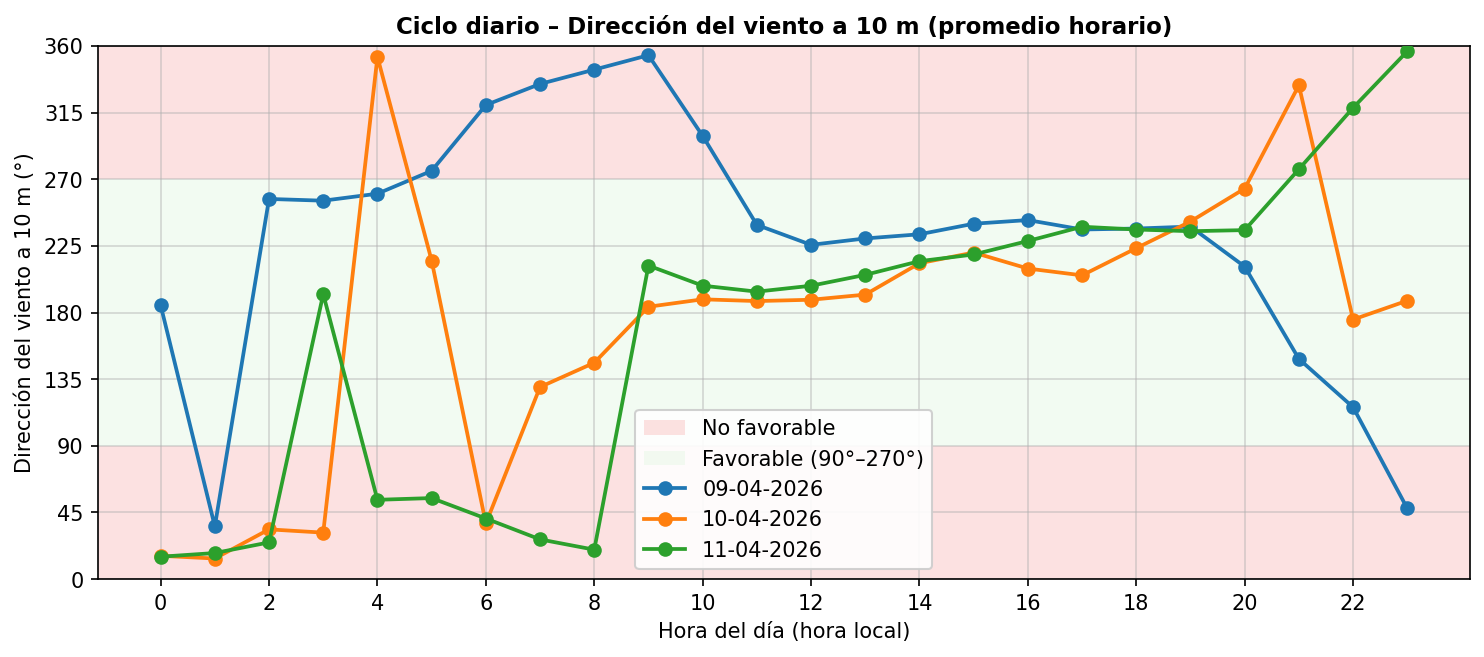 Ciclo diario – Dirección del viento a 10 m (promedio horario)
Dirección del viento a 10 m (°)
360
315
270
225
180
135
90
45
0
No favorable
Favorable (90°–270°)
09-04-2026
10-04-2026
11-04-2026
0 2 4 6 8 10 12 14 16 18 20 22
Hora del día (hora local)